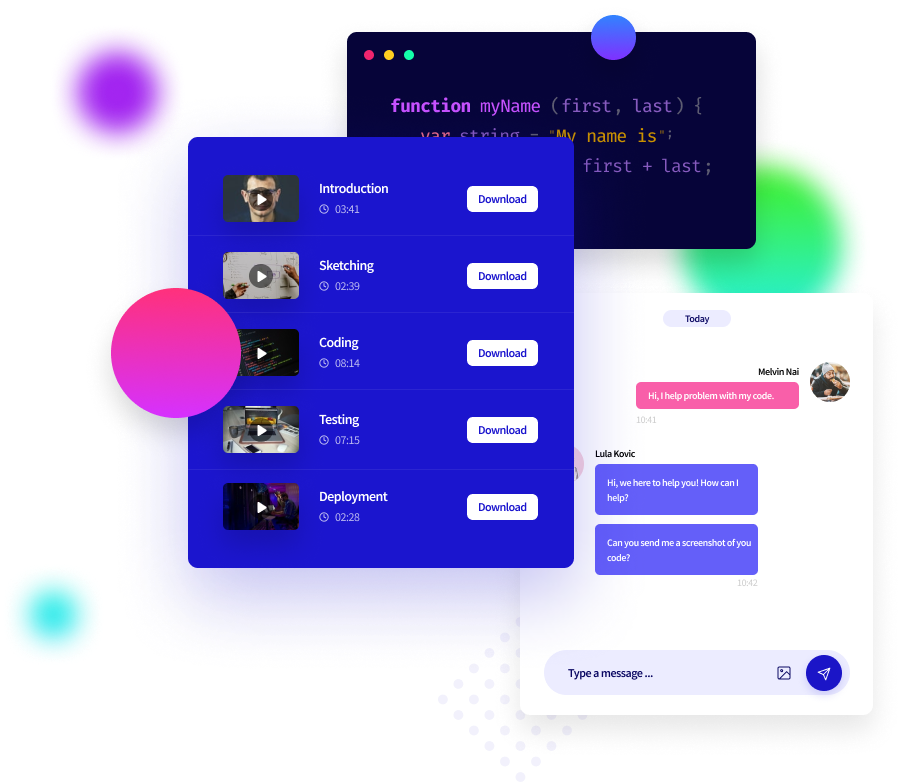 function myName (first, last) {
var string = "My name is";
first + last;
Introduction
03:41
Download
Sketching
02:39
Download
Coding
08:14
Download
Testing
07:15
Download
Deployment
02:28
Download
Today
Melvin Nai
Hi, I help problem with my code.
10:41
Lula Kovic
Hi, we here to help you! How can I
help?
Can you send me a screenshot of you
code?
10:42
Type a message ...